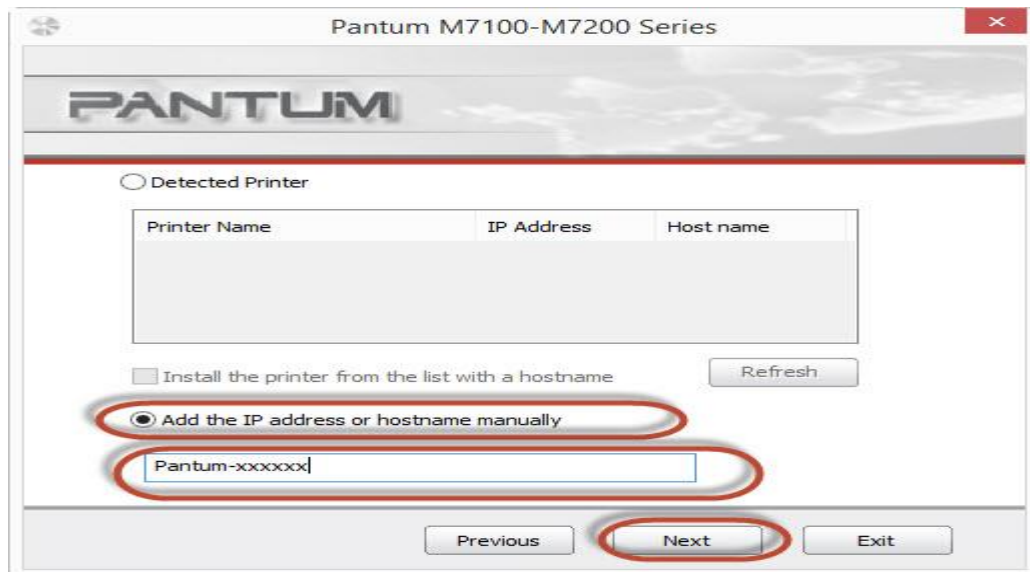 Pantum M7100-M7200 Series
PANTUM
Detected Printer
Printer Name IP Address Host name
Install the printer from the list with a hostname Refresh
Add the IP address or hostname manually
Pantum-xxxxxx
Previous Next Exit